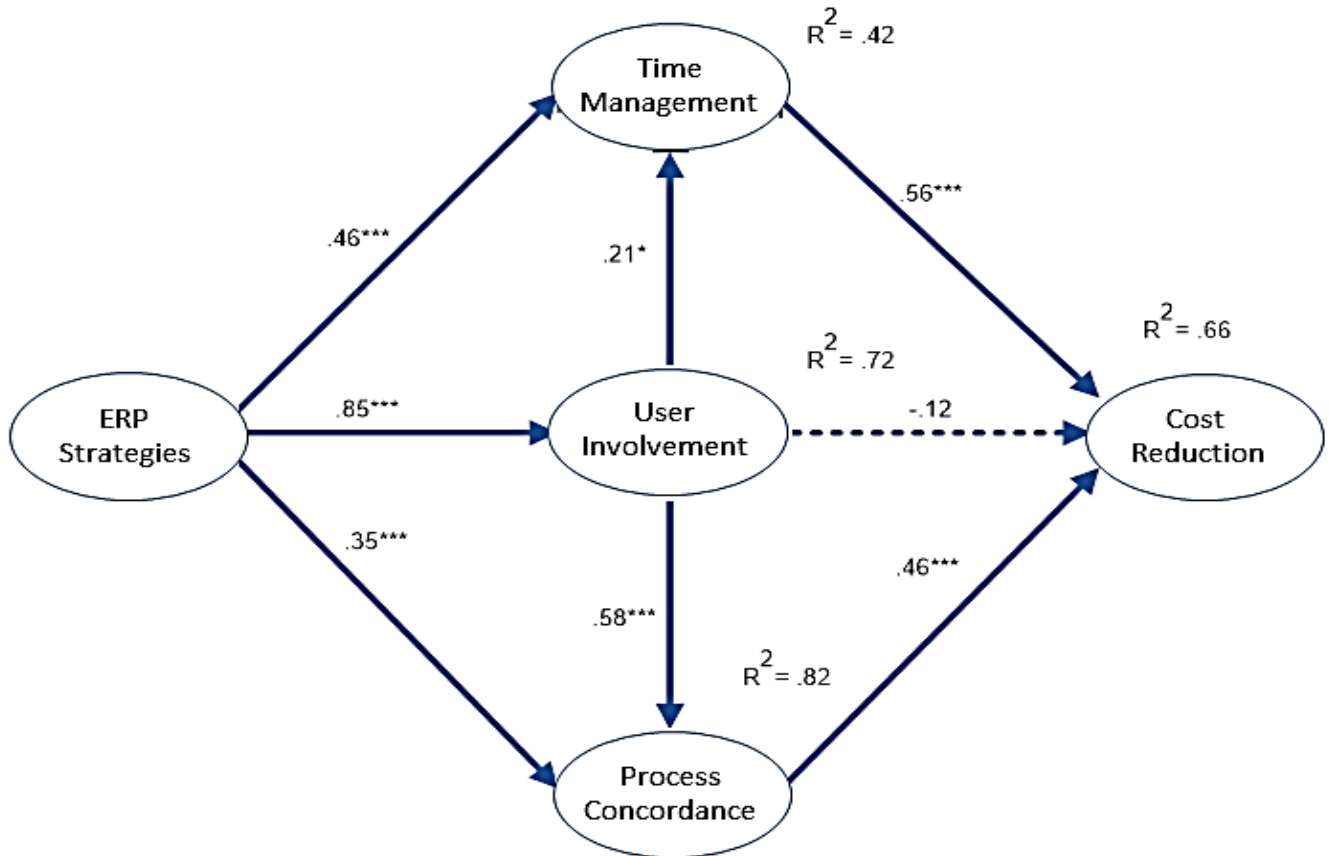 R² = .42
Time
Management
.46***
.56***
.21*
R² = .66
R² = .72
ERP
Strategies
.85***
User
Involvement
-.12
Cost
Reduction
.35***
.46***
.58***
R² = .82
Process
Concordance